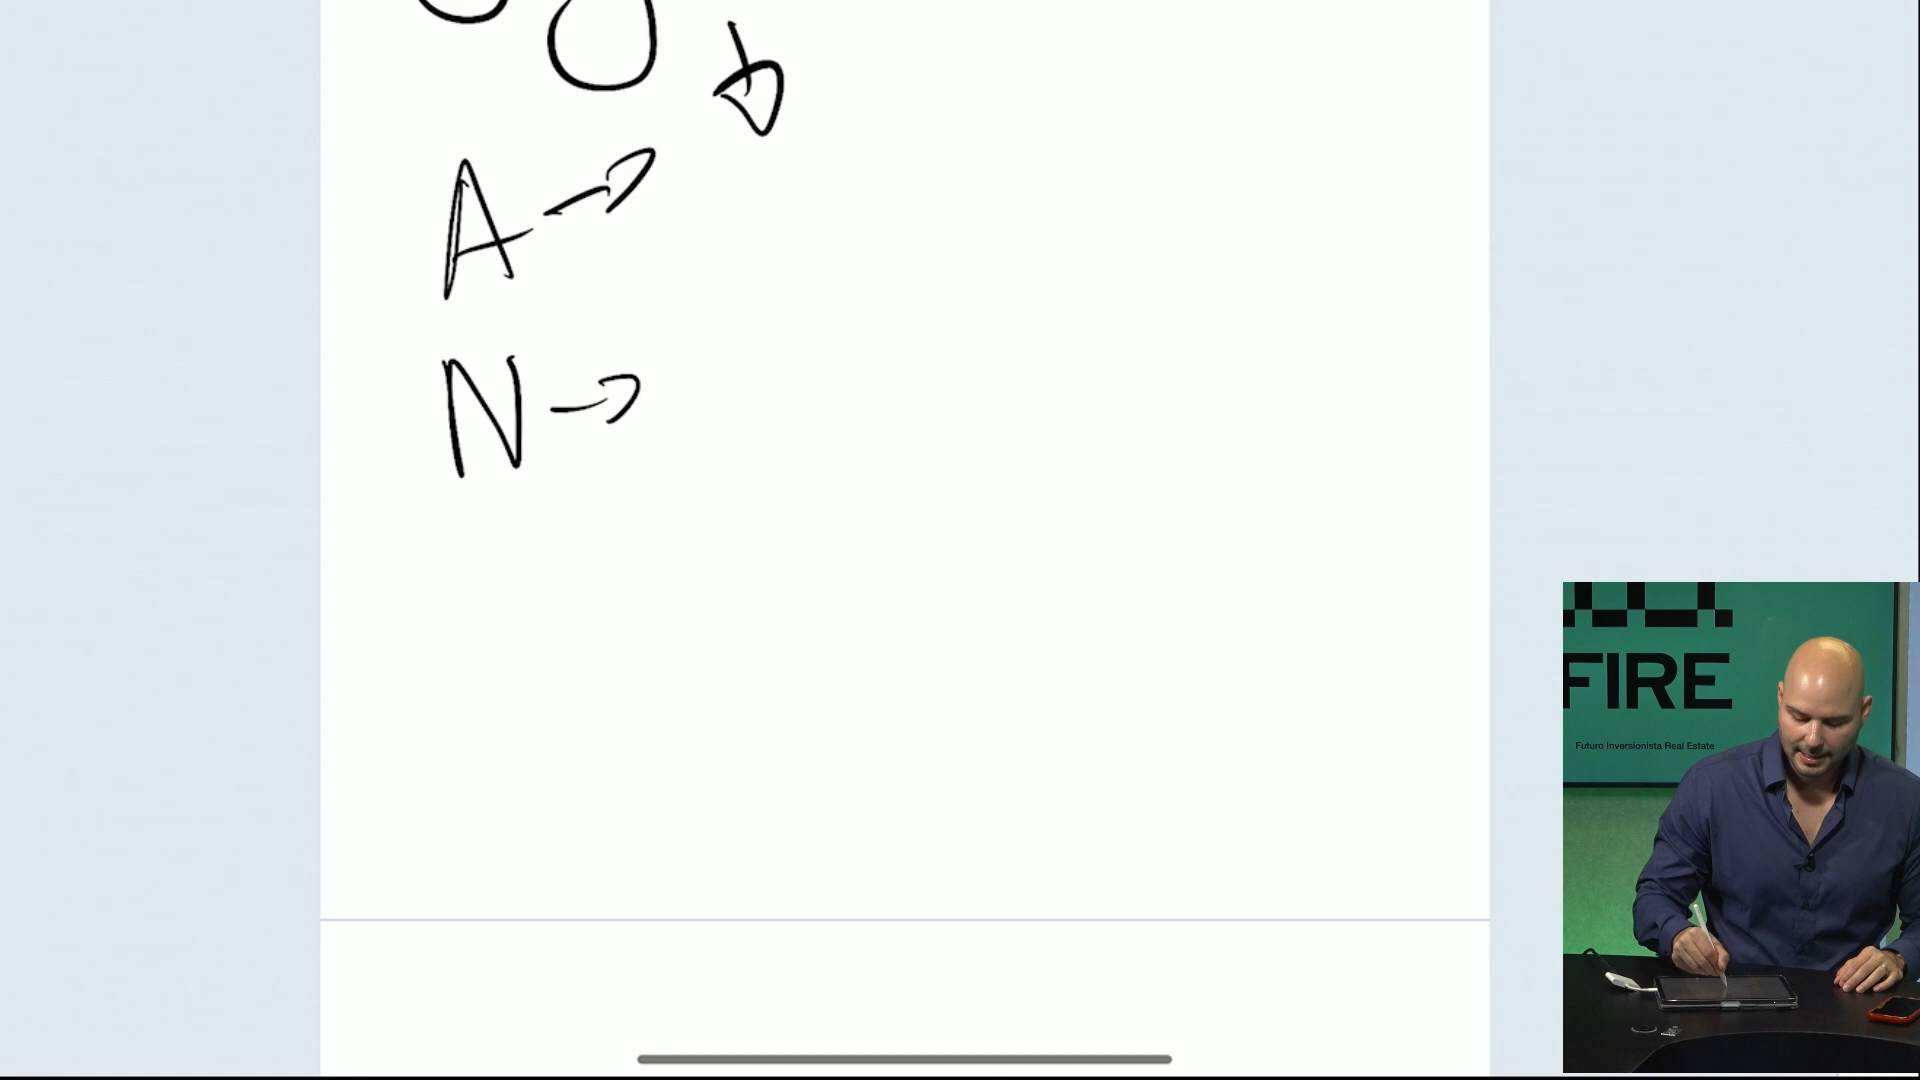 A →
N →
FIRE
Futuro Inversionista Real Estate